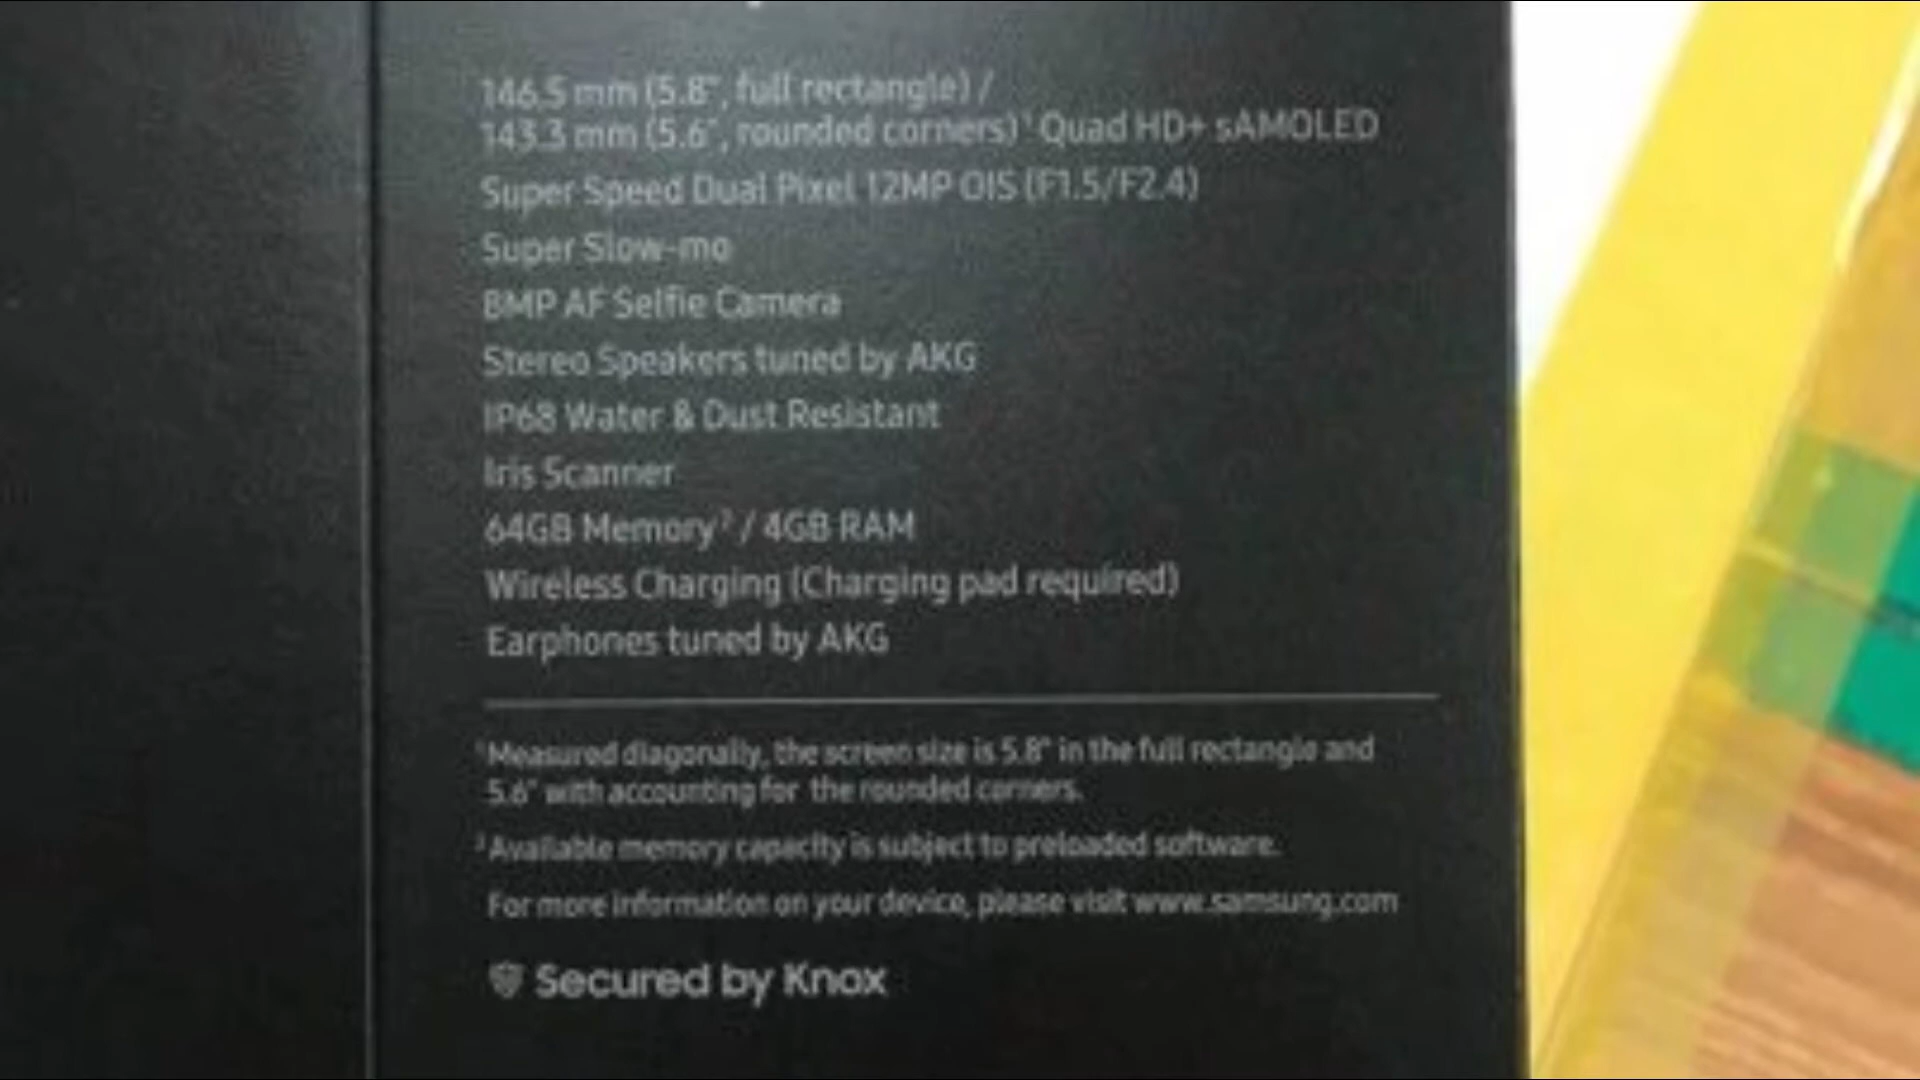 146.5 mm (5.8", full rectangle) /
143.3 mm (5.6", rounded corners)¹ Quad HD+ sAMOLED
Super Speed Dual Pixel 12MP OIS (F1.5/F2.4)
Super Slow-mo
8MP AF Selfie Camera
Stereo Speakers tuned by AKG
IP68 Water & Dust Resistant
Iris Scanner
64GB Memory² / 4GB RAM
Wireless Charging (Charging pad required)
Earphones tuned by AKG
¹Measured diagonally, the screen size is 5.8" in the full rectangle and
5.6" with accounting for the rounded corners.
²Available memory capacity is subject to preloaded software.
For more information on your device, please visit www.samsung.com
Secured by Knox